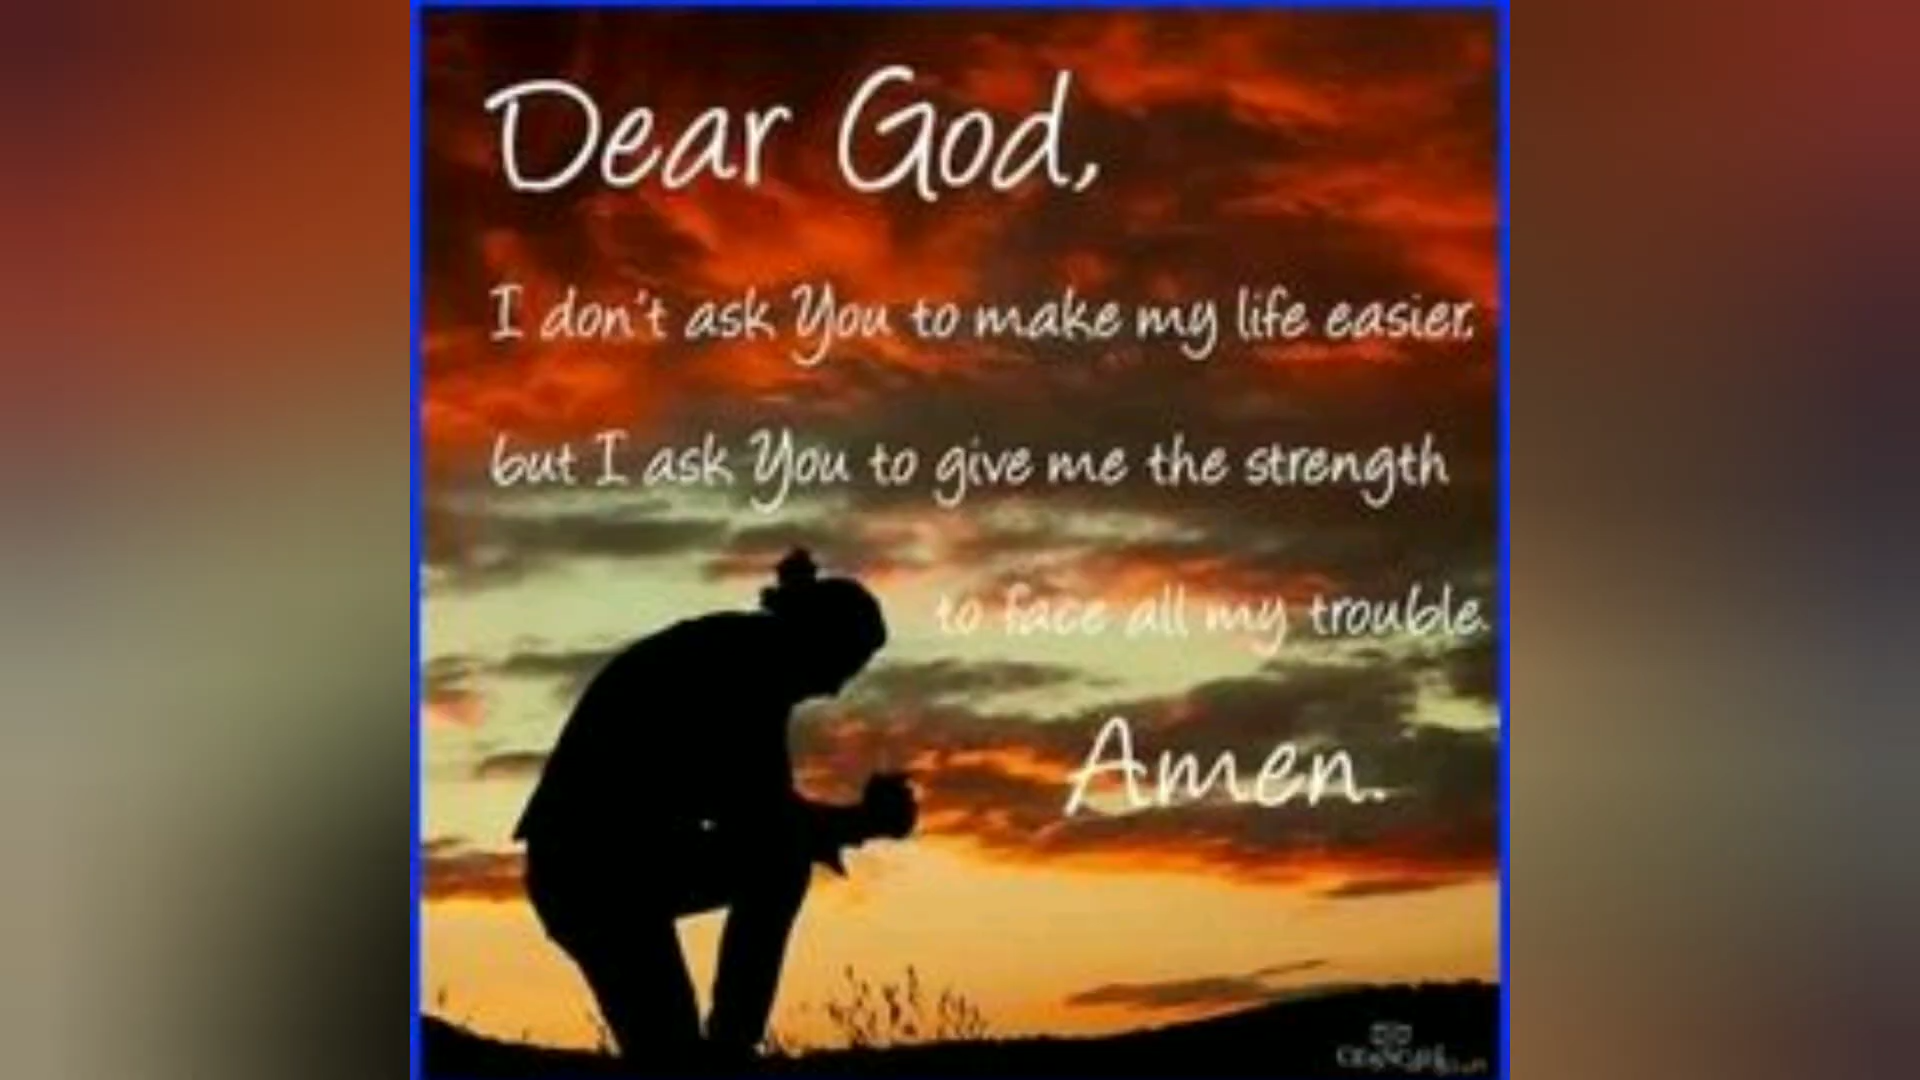 Dear God,
I don't ask You to make my life easier,
but I ask You to give me the strength
to face all my trouble.
Amen.